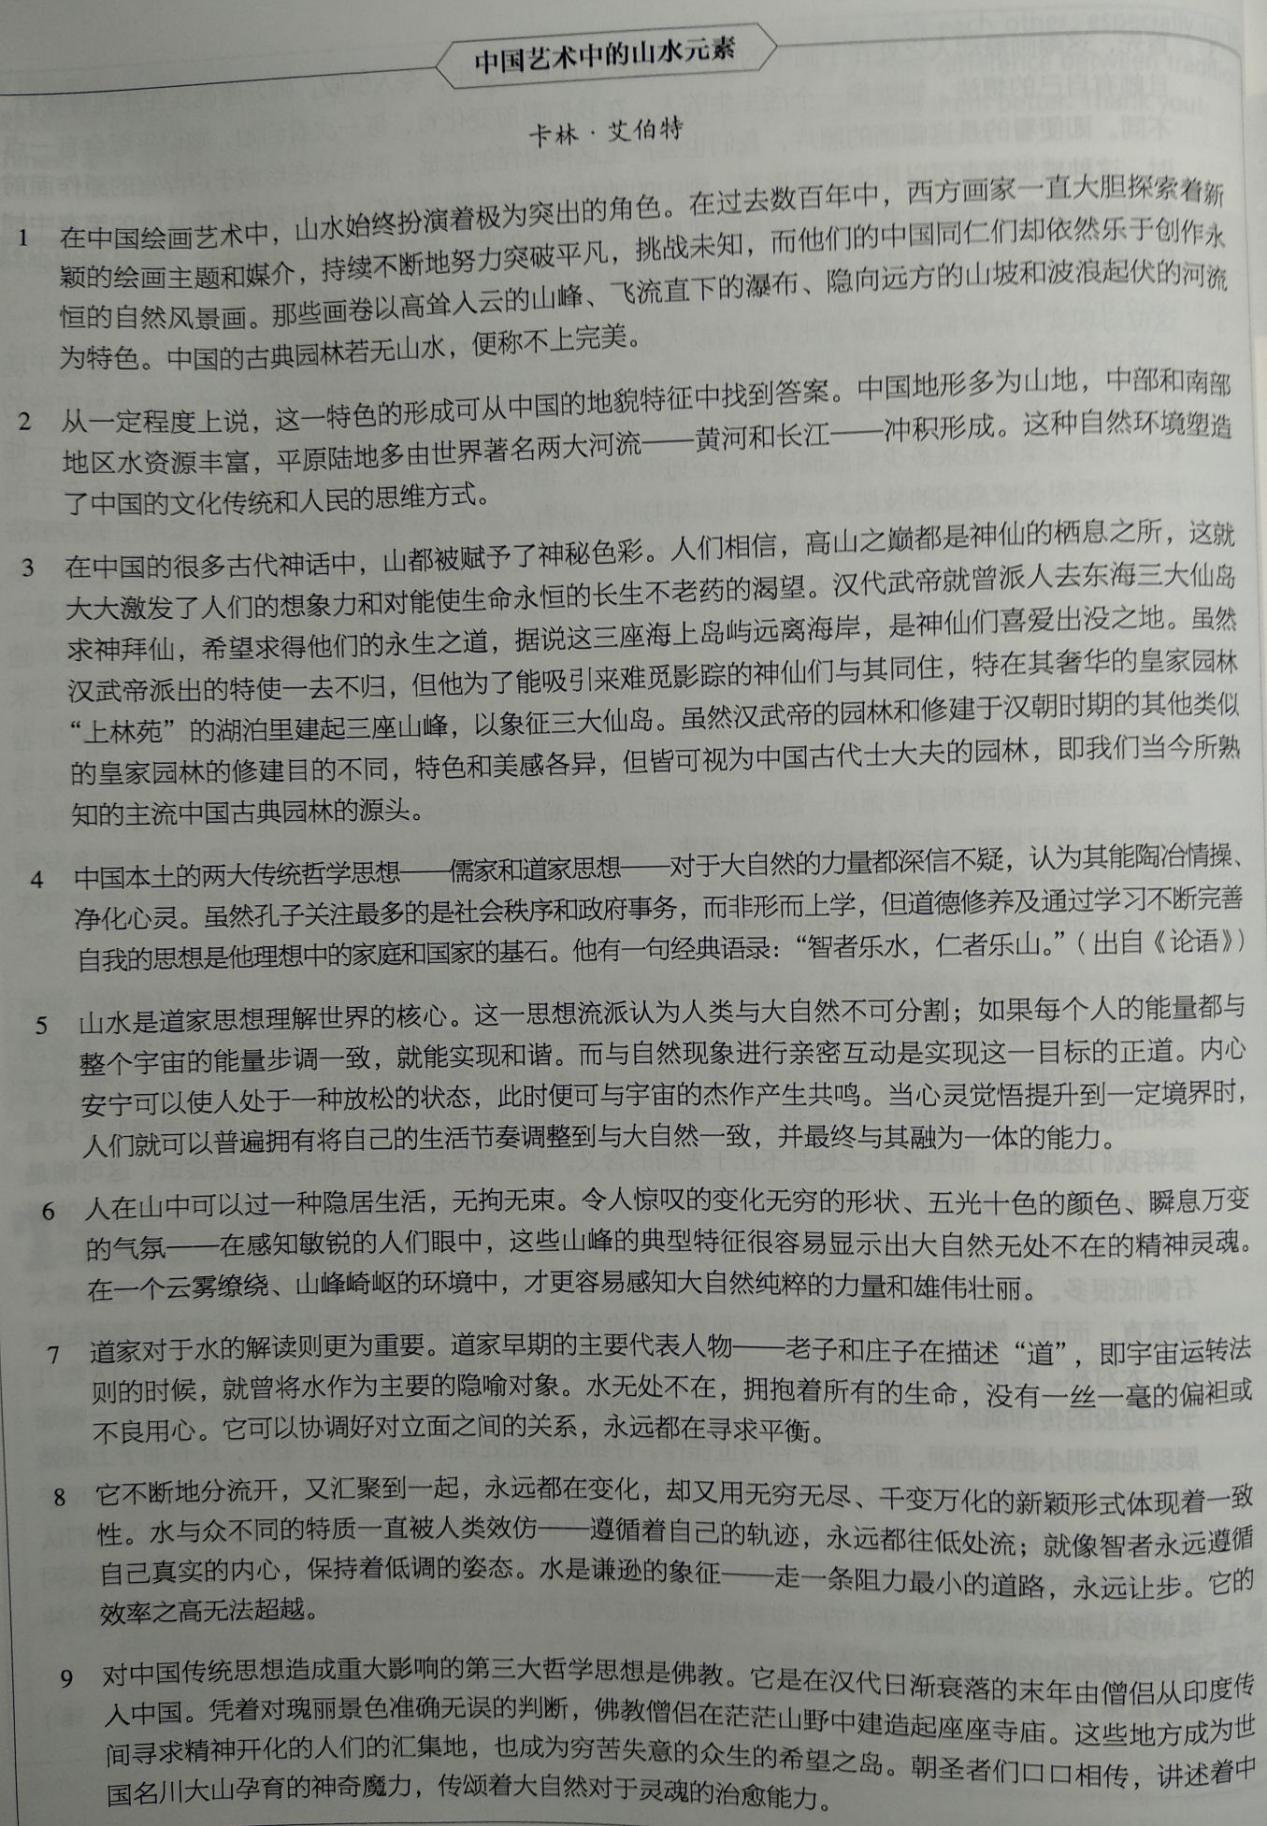 中国艺术中的山水元素
卡林·艾伯特
1 在中国绘画艺术中，山水始终扮演着极为突出的角色。在过去数百年中，西方画家一直大胆探索着新
颖的绘画主题和媒介，持续不断地努力突破平凡，挑战未知，而他们的中国同仁们却依然乐于创作永
恒的自然风景画。那些画卷以高耸入云的山峰、飞流直下的瀑布、隐向远方的山坡和波浪起伏的河流
为特色。中国的古典园林若无山水，便称不上完美。
2 从一定程度上说，这一特色的形成可从中国的地貌特征中找到答案。中国地形多为山地，中部和南部
地区水资源丰富，平原陆地多由世界著名两大河流——黄河和长江——冲积形成。这种自然环境塑造
了中国的文化传统和人民的思维方式。
3 在中国的很多古代神话中，山都被赋予了神秘色彩。人们相信，高山之巅都是神仙的栖息之所，这就
大大激发了人们的想象力和对能使生命永恒的长生不老药的渴望。汉代武帝就曾派人去东海三大仙岛
求神拜仙，希望求得他们的永生之道，据说这三座海上岛屿远离海岸，是神仙们喜爱出没之地。虽然
汉武帝派出的特使一去不归，但他为了能吸引来难觅影踪的神仙们与其同住，特在其奢华的皇家园林
“上林苑”的湖泊里建起三座山峰，以象征三大仙岛。虽然汉武帝的园林和修建于汉朝时期的其他类似
的皇家园林的修建目的不同，特色和美感各异，但皆可视为中国古代士大夫的园林，即我们当今所熟
知的主流中国古典园林的源头。
4 中国本土的两大传统哲学思想——儒家和道家思想——对于大自然的力量都深信不疑，认为其能陶冶情操、
净化心灵。虽然孔子关注最多的是社会秩序和政府事务，而非形而上学，但道德修养及通过学习不断完善
自我的思想是他理想中的家庭和国家的基石。他有一句经典语录：“智者乐水，仁者乐山。”（出自《论语》）
5 山水是道家思想理解世界的核心。这一思想流派认为人类与大自然不可分割；如果每个人的能量都与
整个宇宙的能量步调一致，就能实现和谐。而与自然现象进行亲密互动是实现这一目标的正道。内心
安宁可以使人处于一种放松的状态，此时便可与宇宙的杰作产生共鸣。当心灵觉悟提升到一定境界时，
人们就可以普遍拥有将自己的生活节奏调整到与大自然一致，并最终与其融为一体的能力。
6 人在山中可以过一种隐居生活，无拘无束。令人惊叹的变化无穷的形状、五光十色的颜色、瞬息万变
的气氛——在感知敏锐的人们眼中，这些山峰的典型特征很容易显示出大自然无处不在的精神灵魂。
在一个云雾缭绕、山峰崎岖的环境中，才更容易感知大自然纯粹的力量和雄伟壮丽。
7 道家对于水的解读则更为重要。道家早期的主要代表人物——老子和庄子在描述“道”，即宇宙运转法
则的时候，就曾将水作为主要的隐喻对象。水无处不在，拥抱着所有的生命，没有一丝一毫的偏袒或
不良用心。它可以协调好对立面之间的关系，永远都在寻求平衡。
8 它不断地分流开，又汇聚到一起，永远都在变化，却又用无穷无尽、千变万化的新颖形式体现着一致
性。水与众不同的特质一直被人类效仿——遵循着自己的轨迹，永远都往低处流；就像智者永远遵循
自己真实的内心，保持着低调的姿态。水是谦逊的象征——走一条阻力最小的道路，永远让步。它的
效率之高无法超越。
9 对中国传统思想造成重大影响的第三大哲学思想是佛教。它是在汉代日渐衰落的末年由僧侣从印度传
入中国。凭着对瑰丽景色准确无误的判断，佛教僧侣在茫茫山野中建造起座座寺庙。这些地方成为世
间寻求精神开化的人们的汇集地，也成为穷苦失意的众生的希望之岛。朝圣者们口口相传，讲述着中
国名川大山孕育的神奇魔力，传颂着大自然对于灵魂的治愈能力。